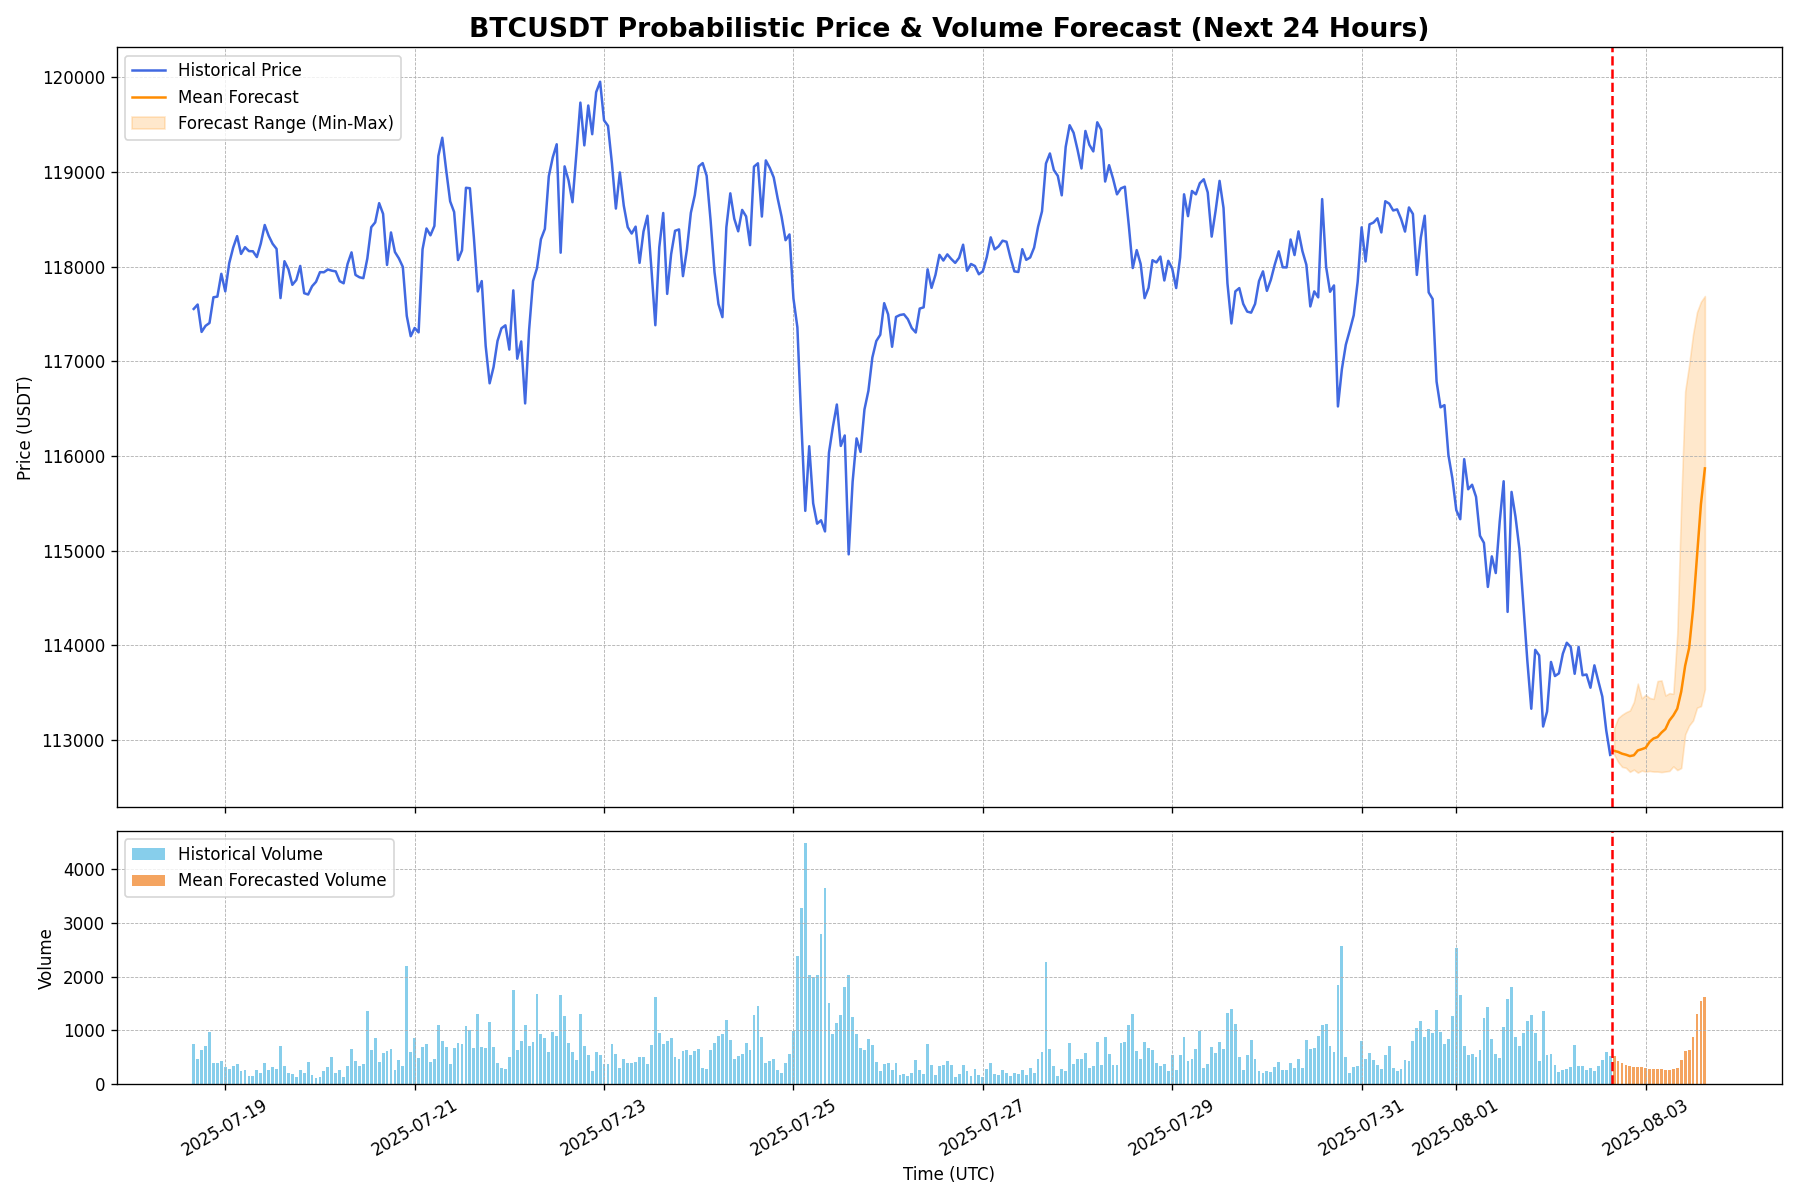 BTCUSDT Probabilistic Price & Volume Forecast (Next 24 Hours)
Historical Price
Mean Forecast
Forecast Range (Min-Max)
120000
119000
118000
117000
116000
115000
114000
113000
Price (USDT)
Historical Volume
Mean Forecasted Volume
4000
3000
2000
1000
0
Volume
2025-07-19
2025-07-21
2025-07-23
2025-07-25
2025-07-27
2025-07-29
2025-07-31
2025-08-01
2025-08-03
Time (UTC)